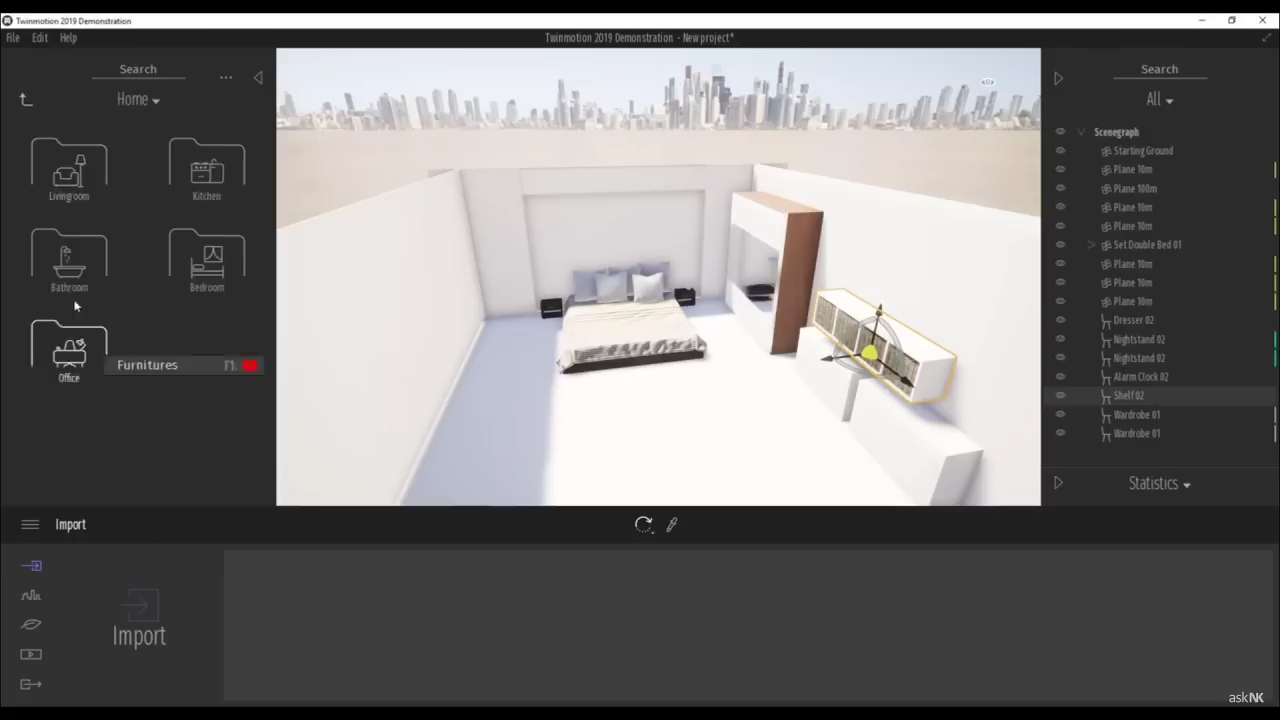 Twinmotion 2019 Demonstration
File Edit Help
Twinmotion 2019 Demonstration - New project*
Search
...
Home
Livingroom
Kitchen
Bathroom
Bedroom
Office
Furnitures
Search
All
Scenegraph
Starting Ground
Plane 10m
Plane 100m
Plane 10m
Plane 10m
Set Double Bed 01
Plane 10m
Plane 10m
Plane 10m
Dresser 02
Nightstand 02
Nightstand 02
Alarm Clock 02
Shelf 02
Wardrobe 01
Wardrobe 01
Statistics
Import
Import
askNK